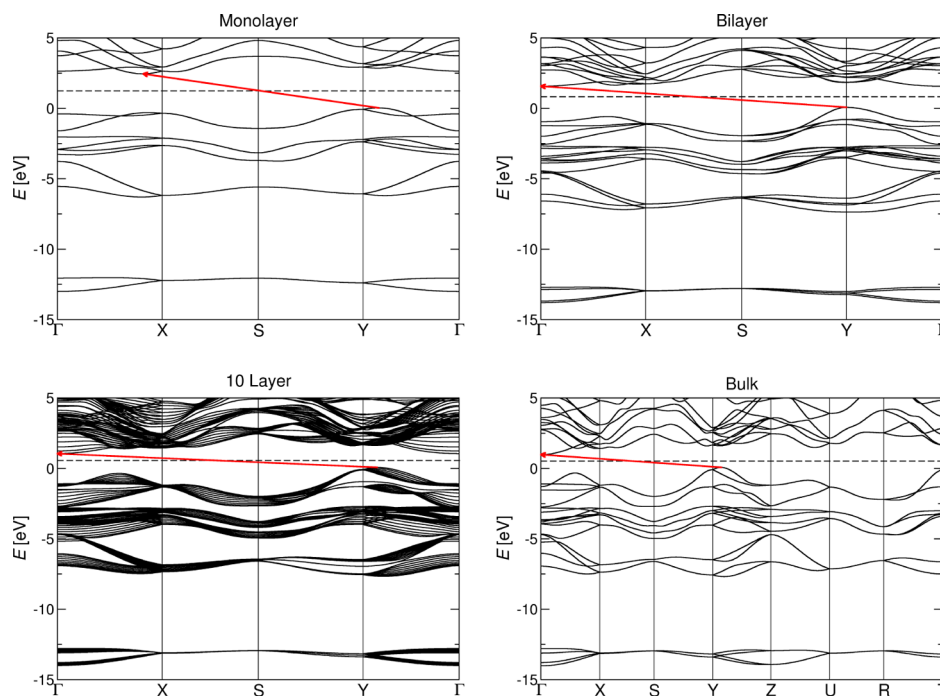 Monolayer
Bilayer
E [eV]
5
0
-5
-10
-15
Γ X S Y Γ
E [eV]
5
0
-5
-10
-15
Γ X S Y Γ
10 Layer
Bulk
E [eV]
5
0
-5
-10
-15
Γ X S Y Γ
E [eV]
5
0
-5
-10
-15
Γ X S Y Z U R